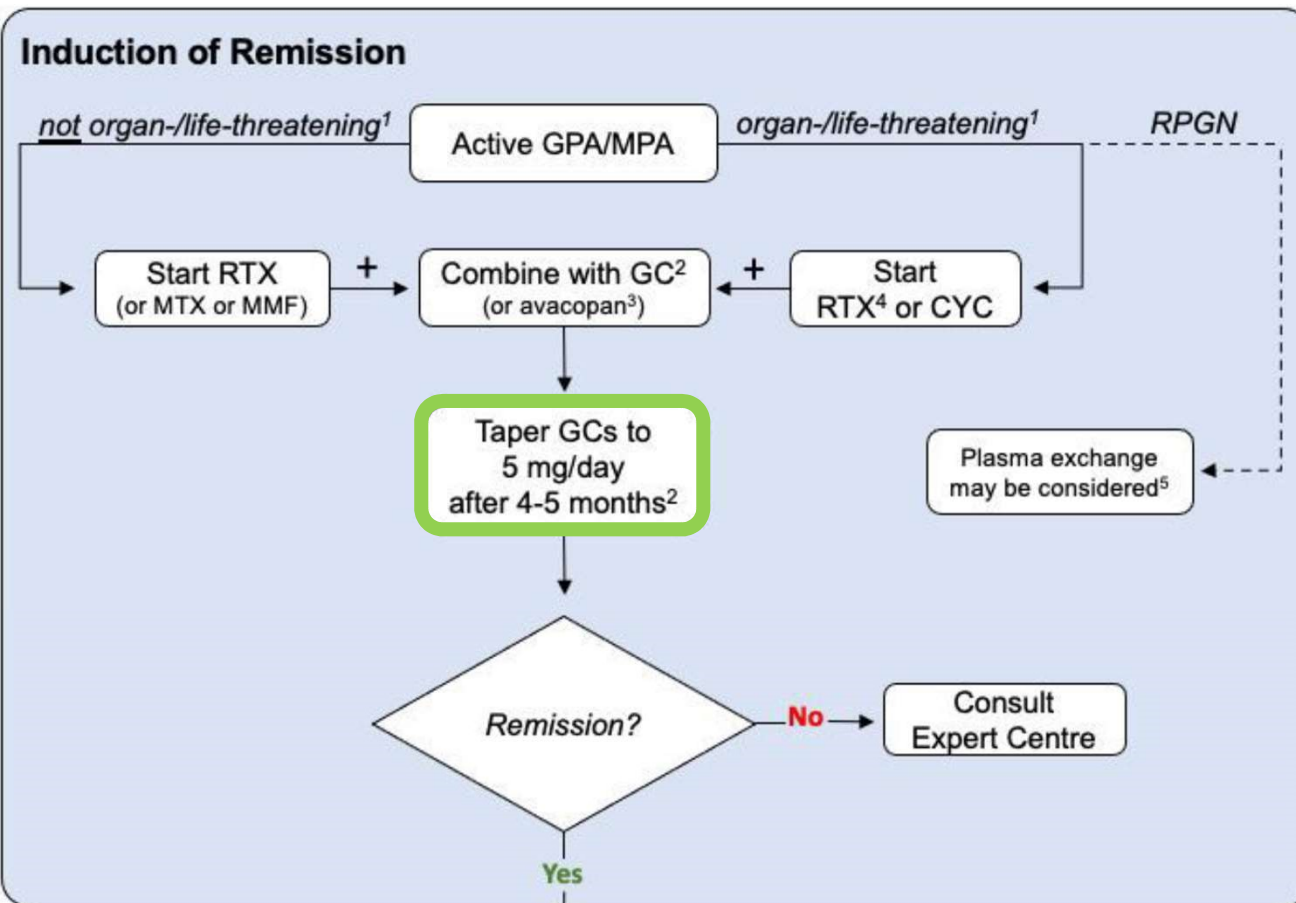 Induction of Remission
not organ-/life-threatening¹
Active GPA/MPA
organ-/life-threatening¹
RPGN
Start RTX
(or MTX or MMF)
+
Combine with GC²
(or avacopan³)
+
Start
RTX⁴ or CYC
Taper GCs to
5 mg/day
after 4-5 months²
Plasma exchange
may be considered⁵
Remission?
No
Consult
Expert Centre
Yes